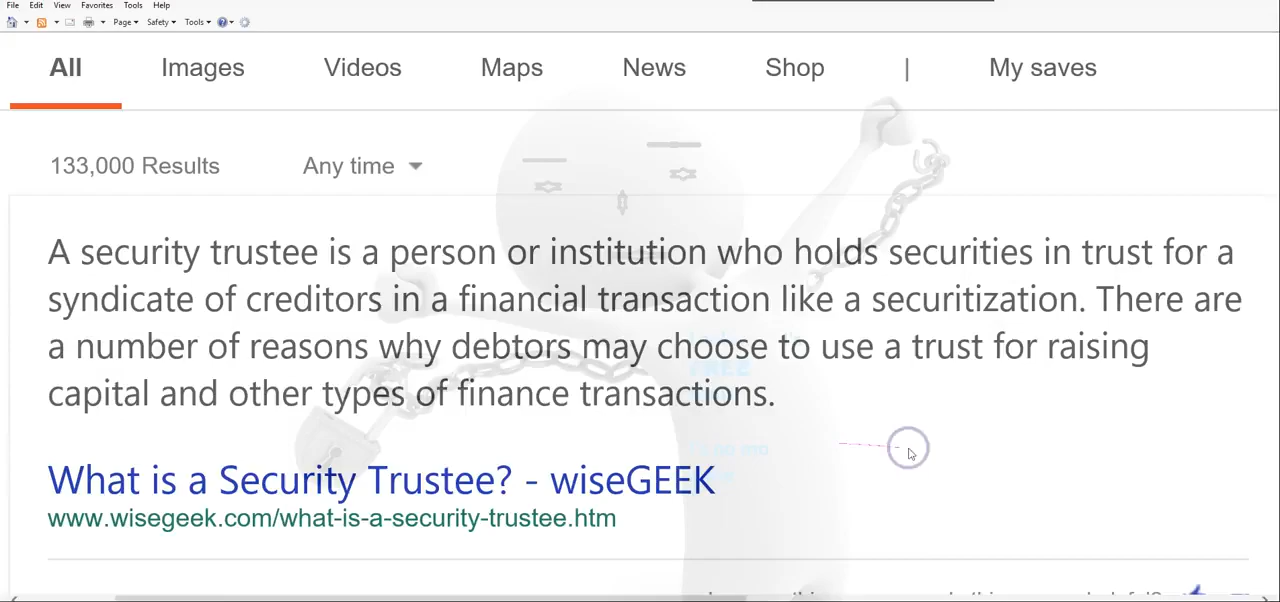 File Edit View Favorites Tools Help
Page Safety Tools
All Images Videos Maps News Shop | My saves
133,000 Results Any time
A security trustee is a person or institution who holds securities in trust for a
syndicate of creditors in a financial transaction like a securitization. There are
a number of reasons why debtors may choose to use a trust for raising
capital and other types of finance transactions.
What is a Security Trustee? - wiseGEEK
www.wisegeek.com/what-is-a-security-trustee.htm